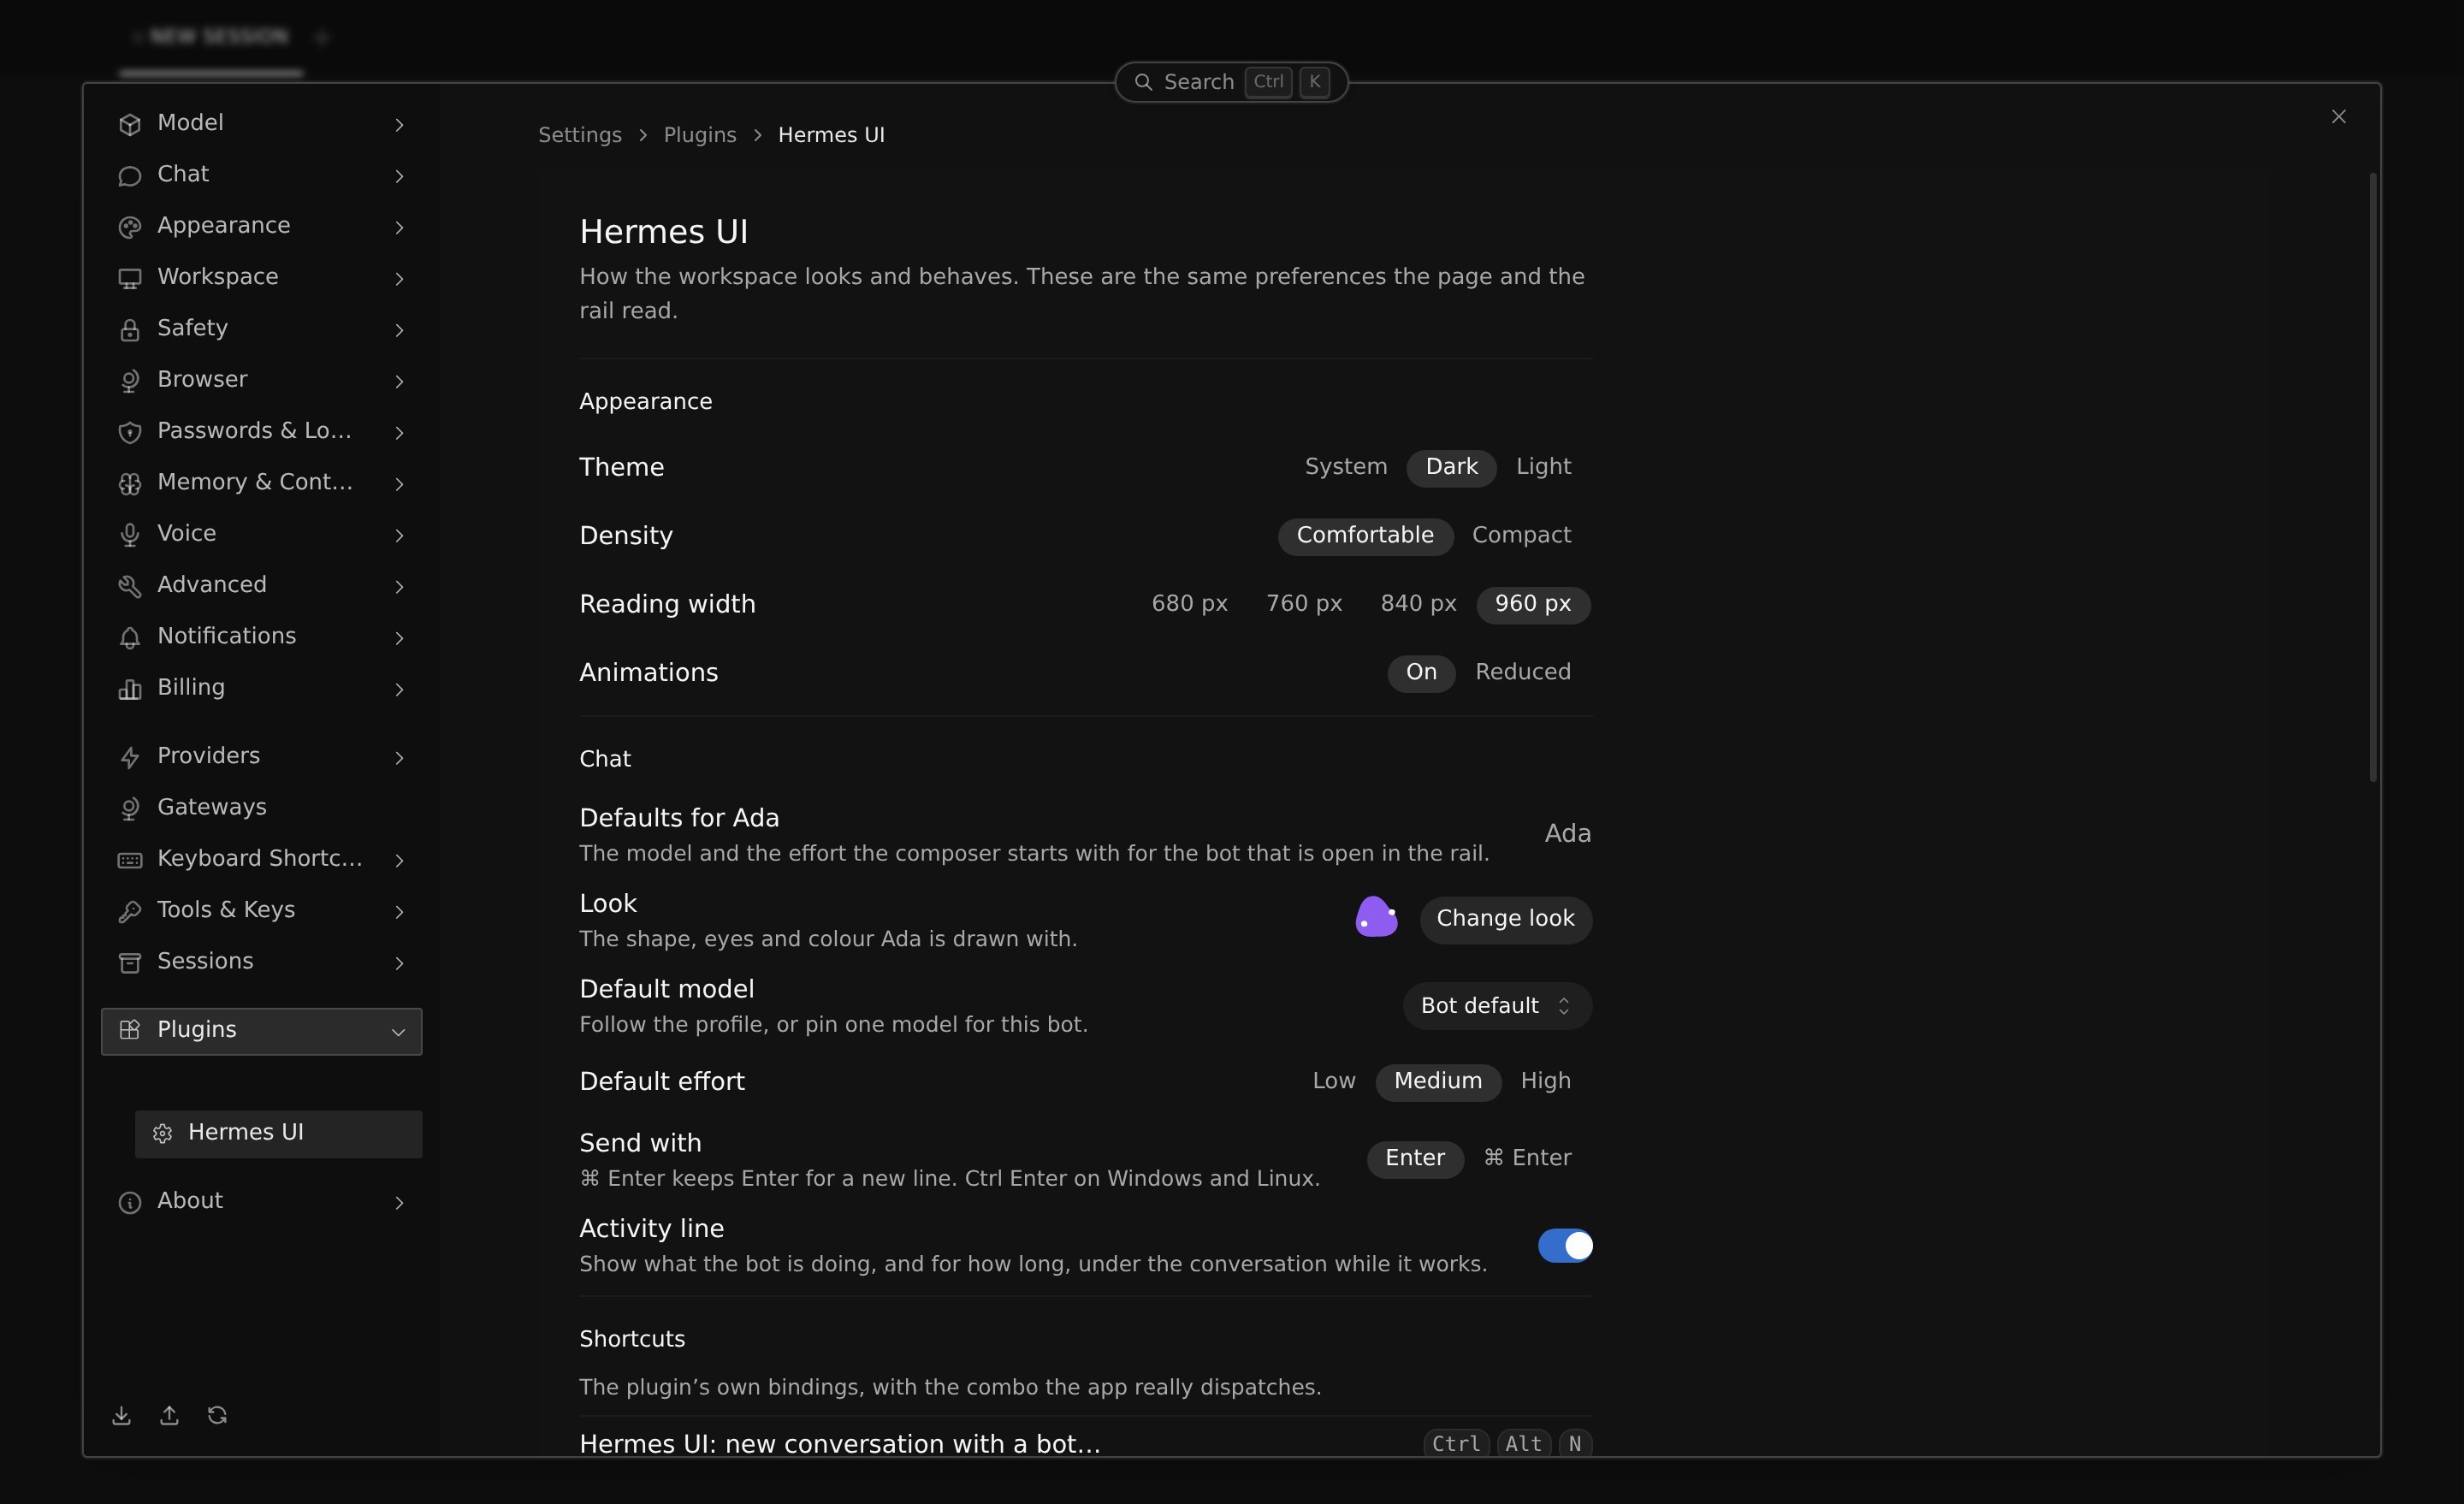 NEW SESSION
Search Ctrl K
Model
Chat
Appearance
Workspace
Safety
Browser
Passwords & Lo...
Memory & Cont...
Voice
Advanced
Notifications
Billing
Providers
Gateways
Keyboard Shortc...
Tools & Keys
Sessions
Plugins
Hermes UI
About
Settings > Plugins > Hermes UI
Hermes UI
How the workspace looks and behaves. These are the same preferences the page and the
rail read.
Appearance
Theme System Dark Light
Density Comfortable Compact
Reading width 680 px 760 px 840 px 960 px
Animations On Reduced
Chat
Defaults for Ada
The model and the effort the composer starts with for the bot that is open in the rail.
Ada
Look
The shape, eyes and colour Ada is drawn with.
Change look
Default model
Follow the profile, or pin one model for this bot.
Bot default
Default effort Low Medium High
Send with
⌘ Enter keeps Enter for a new line. Ctrl Enter on Windows and Linux.
Enter ⌘ Enter
Activity line
Show what the bot is doing, and for how long, under the conversation while it works.
Shortcuts
The plugin’s own bindings, with the combo the app really dispatches.
Hermes UI: new conversation with a bot... Ctrl Alt N